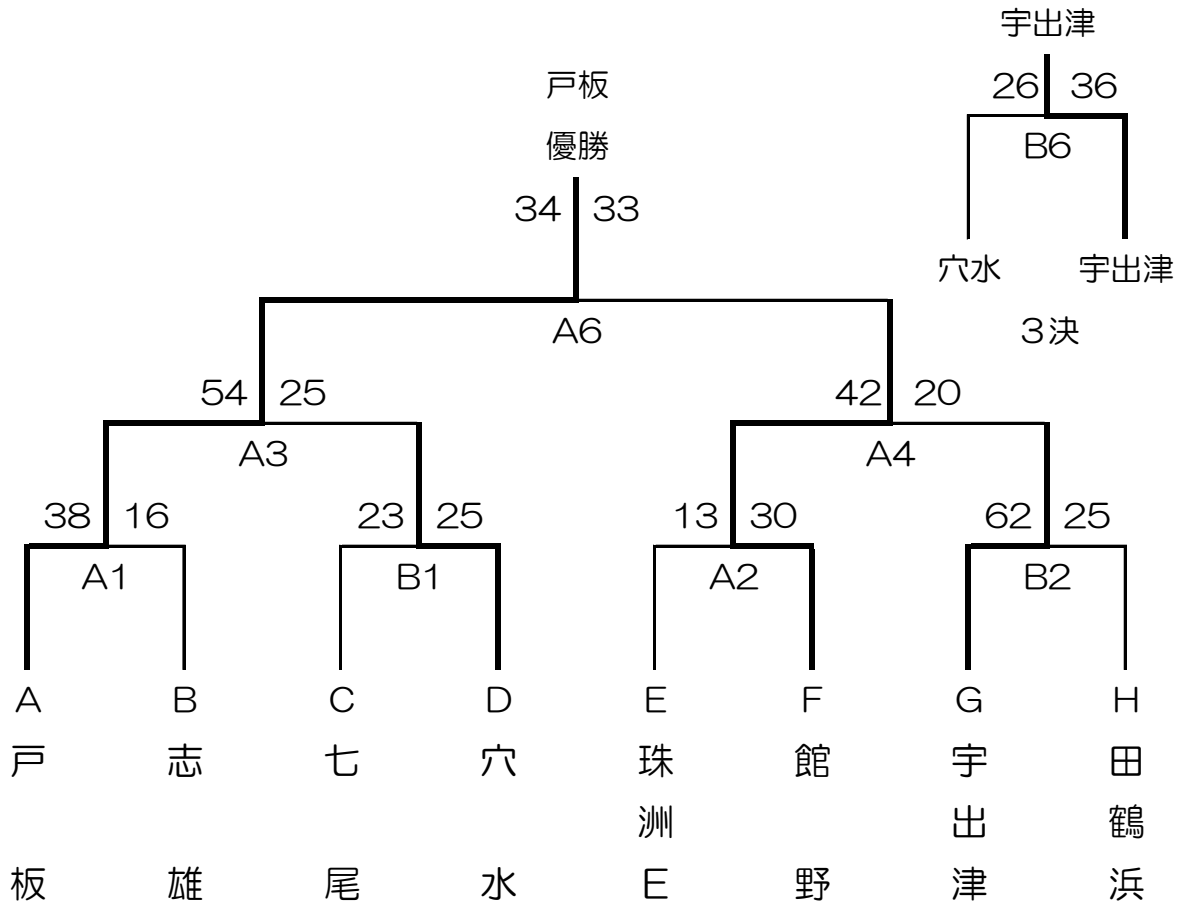 宇出津
26 36
B6
穴水 宇出津
3決
戸板
優勝
34 33
A6
54 25
A3
42 20
A4
38 16
A1
23 25
B1
13 30
A2
62 25
B2
A B C D E F G H
戸板
志雄
七尾
穴水
珠洲E
館野
宇出津
田鶴浜